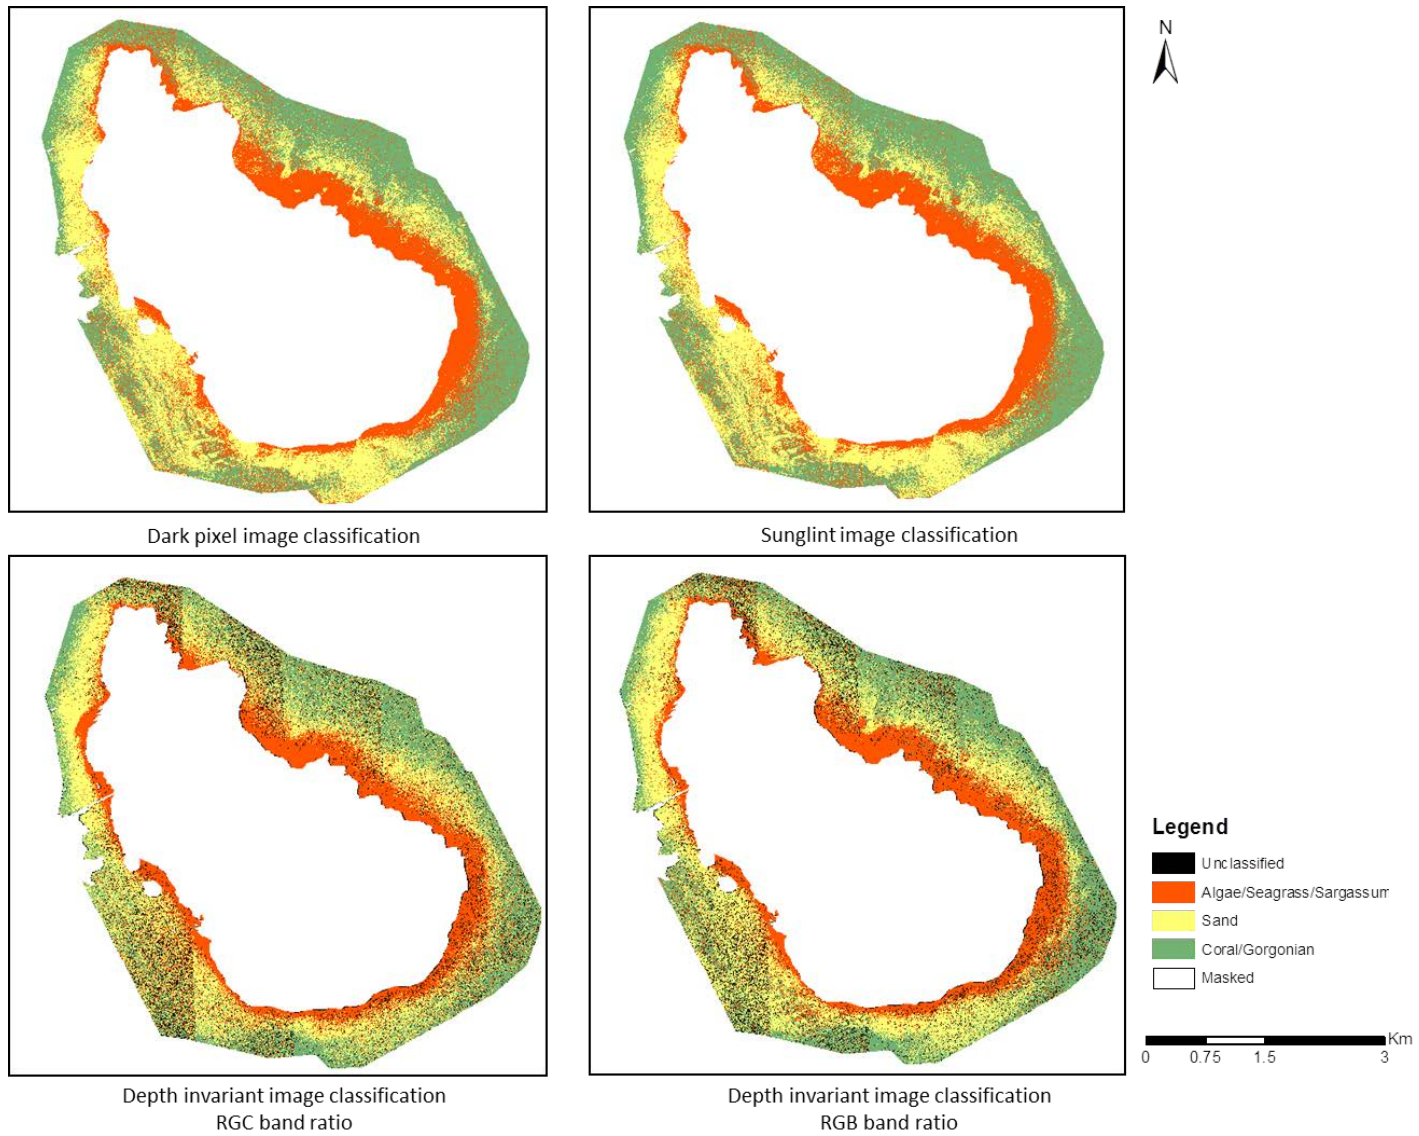 N
Dark pixel image classification
Sunglint image classification
Depth invariant image classification
RGC band ratio
Depth invariant image classification
RGB band ratio
Legend
Unclassified
Algae/Seagrass/Sargassum
Sand
Coral/Gorgonian
Masked
Km
0 0.75 1.5 3